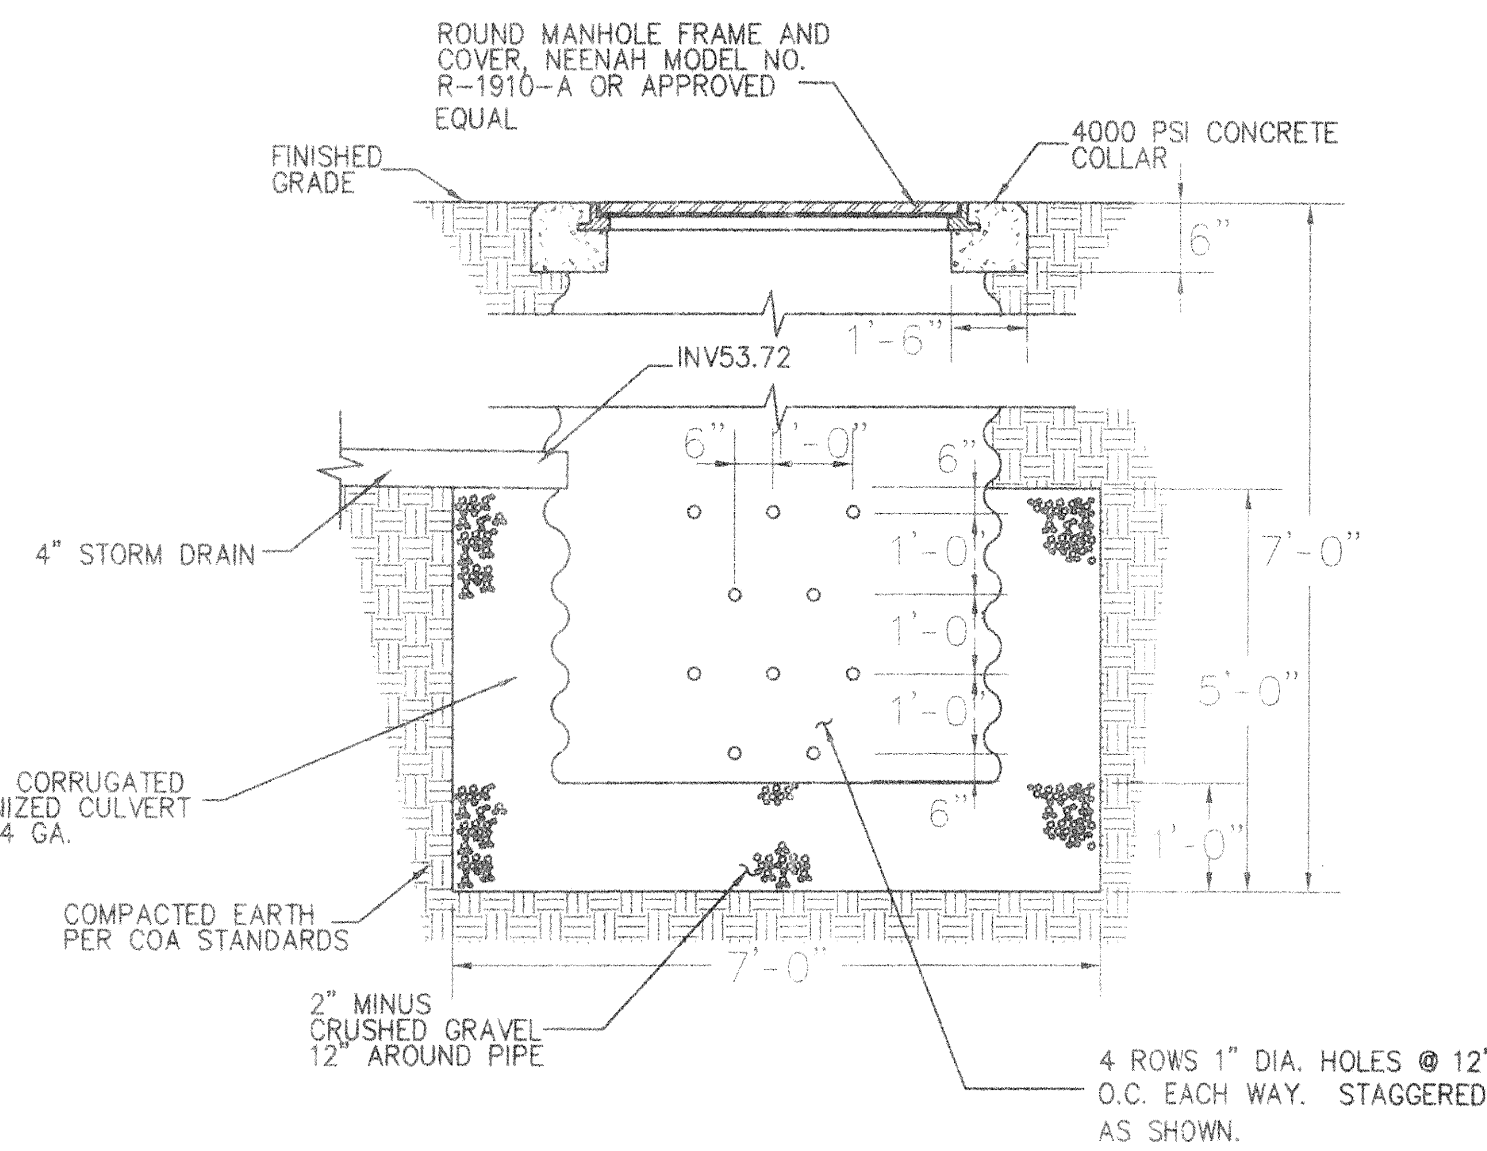 ROUND MANHOLE FRAME AND
COVER, NEENAH MODEL NO.
R-1910-A OR APPROVED
EQUAL
4000 PSI CONCRETE
COLLAR
FINISHED
GRADE
6"
1'-6"
INV53.72
6"
1'-0"
6"
4" STORM DRAIN
1'-0"
7'-0"
1'-0
1'-0"
5'-0"
CORRUGATED
NIZED CULVERT
4 GA.
6"
1'-0"
COMPACTED EARTH
PER COA STANDARDS
7'-0"
2" MINUS
CRUSHED GRAVEL
12" AROUND PIPE
4 ROWS 1" DIA. HOLES @ 12'
O.C. EACH WAY. STAGGERED
AS SHOWN.